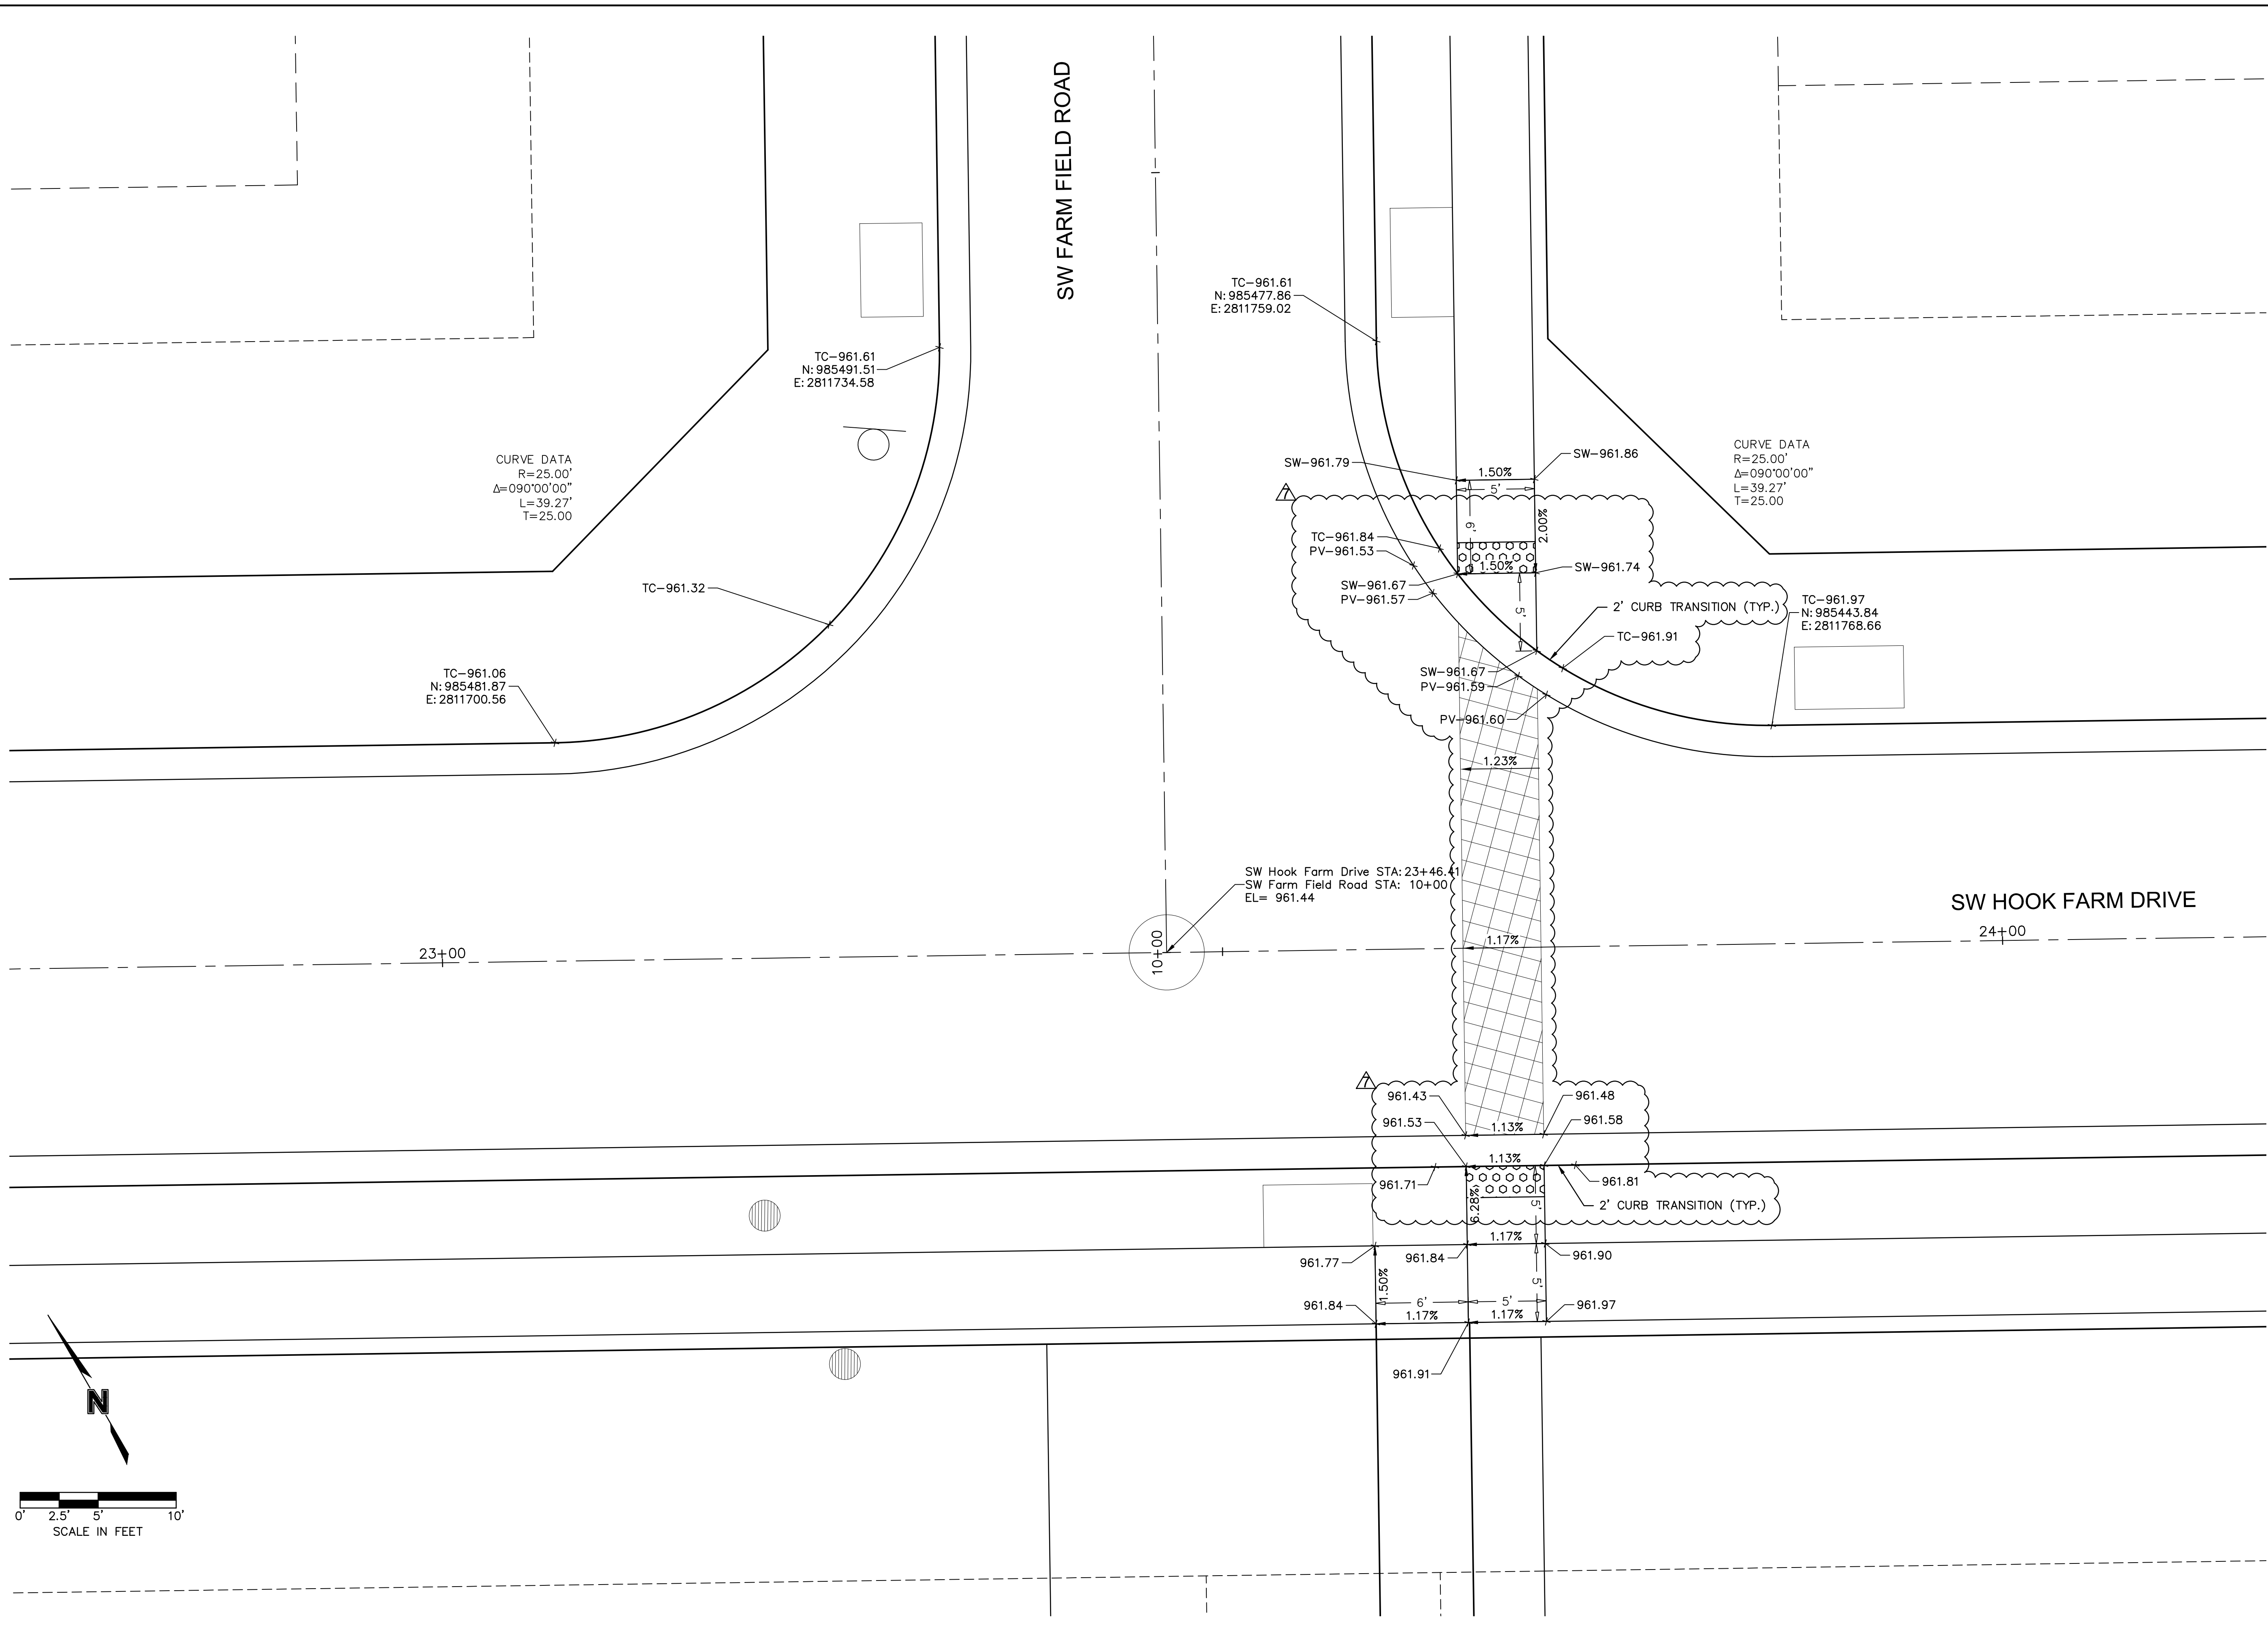 SW FARM FIELD ROAD
TC-961.61
N: 985477.86
E: 2811759.02
TC-961.61
N: 985491.51
E: 2811734.58
CURVE DATA
R=25.00'
Δ=090°00'00"
L=39.27'
T=25.00
CURVE DATA
R=25.00'
Δ=090°00'00"
L=39.27'
T=25.00
SW-961.79
1.50%
SW-961.86
5'
7
6'
2.00%
TC-961.84
PV-961.53
1.50%
SW-961.74
SW-961.67
PV-961.57
5'
2' CURB TRANSITION (TYP.)
TC-961.97
N: 985443.84
E: 2811768.66
TC-961.91
TC-961.32
SW-961.67
PV-961.59
TC-961.06
N: 985481.87
E: 2811700.56
PV-961.60
1.23%
SW Hook Farm Drive STA: 23+46.41
SW Farm Field Road STA: 10+00
EL= 961.44
SW HOOK FARM DRIVE
23+00
10+00
1.17%
24+00
7
961.43
961.48
961.53
1.13%
961.58
1.13%
961.71
961.81
6.28%
5'
2' CURB TRANSITION (TYP.)
1.17%
961.77
961.84
961.90
1.50%
5'
961.84
6'
5'
961.97
1.17%
1.17%
961.91
N
0'
2.5'
5'
10'
SCALE IN FEET